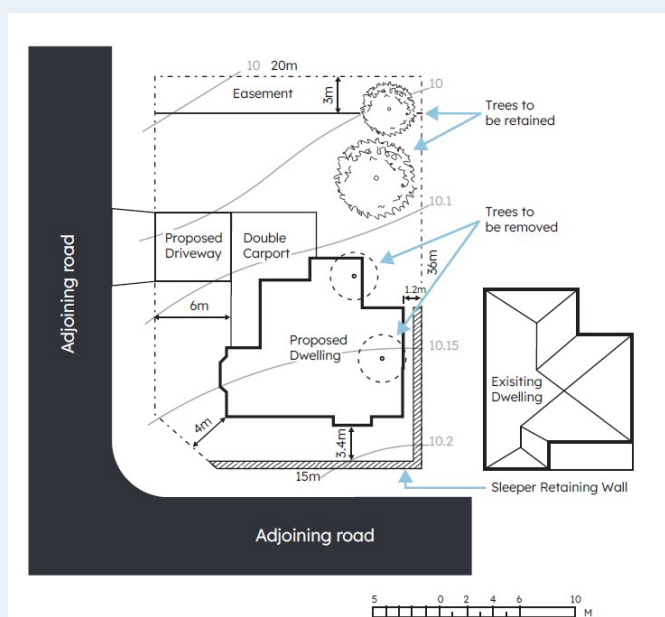 10 20m
Easement
3m
10
Trees to
be retained
10.1
Trees to
be removed
Proposed
Driveway
Double
Carport
36m
1.2m
6m
Adjoining road
Proposed
Dwelling
10.15
Exisiting
Dwelling
4m
3.4m
10.2
15m
Sleeper Retaining Wall
Adjoining road
5 0 2 4 6 10
M